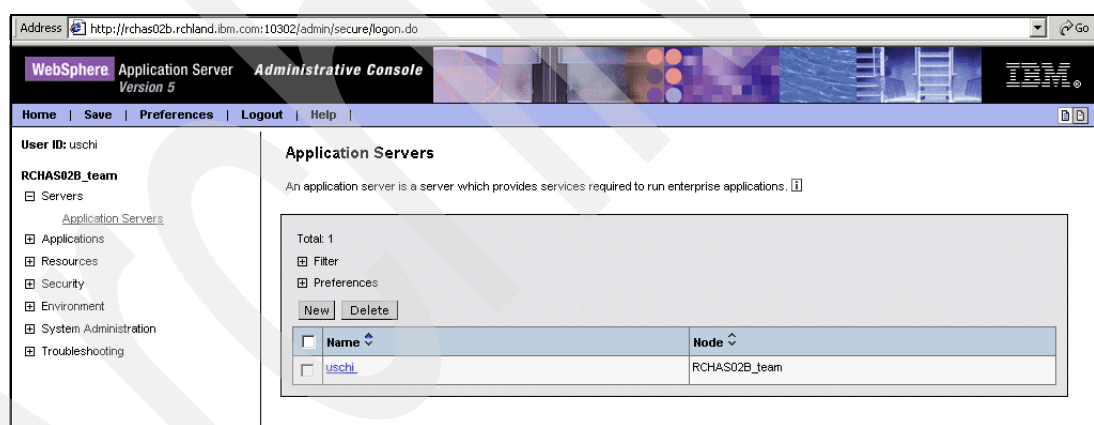 Address http://rchas02b.rchland.ibm.com:10302/admin/secure/logon.do Go
WebSphere Application Server Administrative Console
Version 5
IBM®
Home | Save | Preferences | Logout | Help |
User ID: uschi
RCHAS02B_team
Servers
Application Servers
Applications
Resources
Security
Environment
System Administration
Troubleshooting
Application Servers
An application server is a server which provides services required to run enterprise applications. i
Total: 1
Filter
Preferences
New Delete
Name Node
uschi RCHAS02B_team